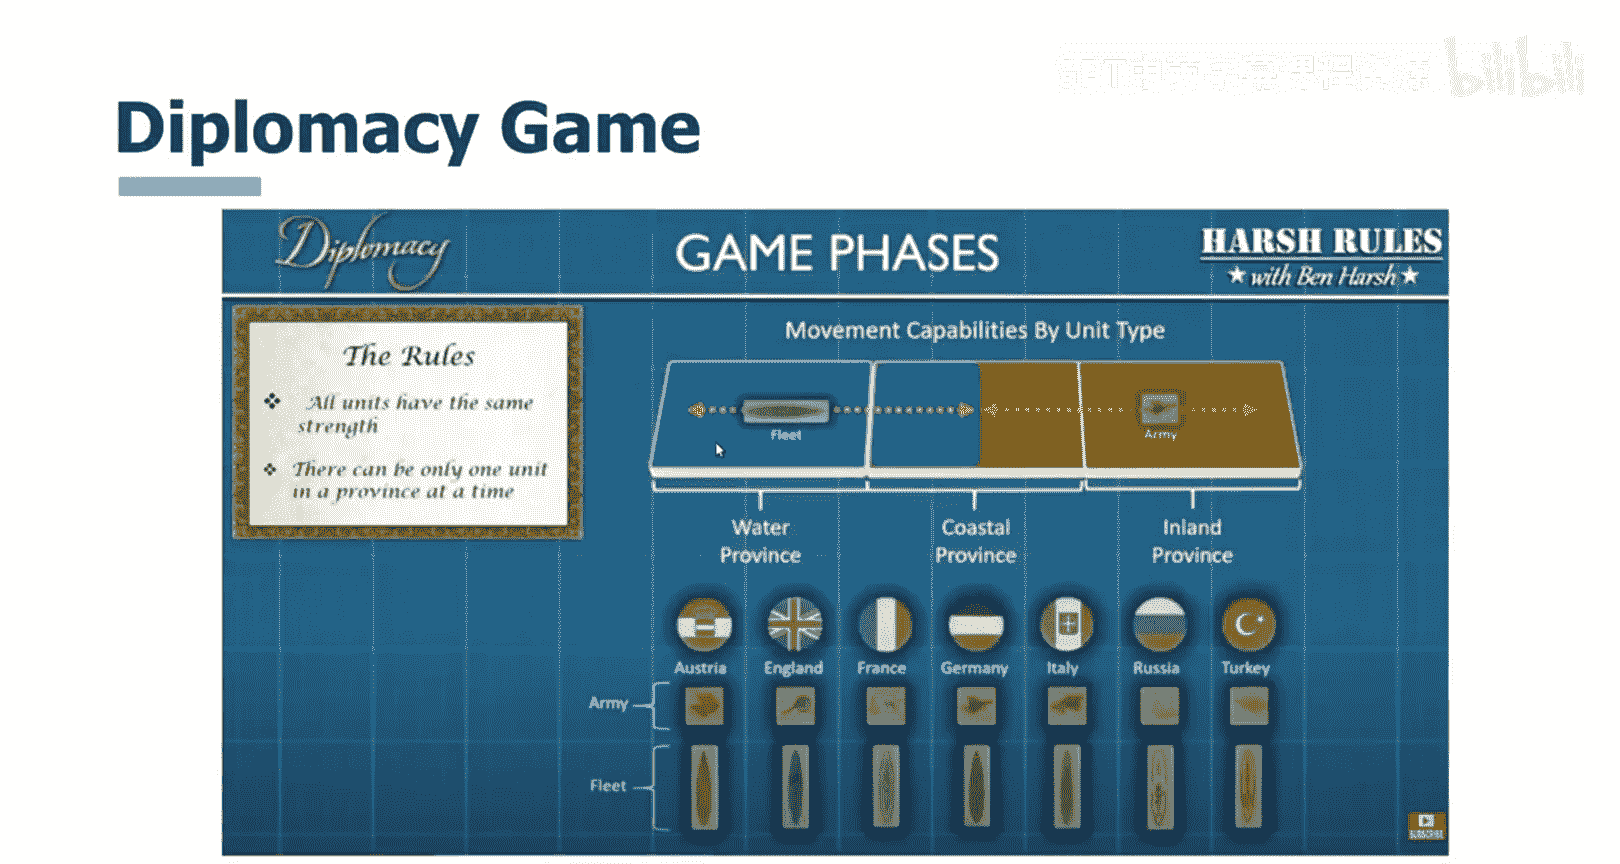 bilibili
Diplomacy Game
Diplomacy
GAME PHASES
HARSH RULES
★ with Ben Harsh ★
The Rules
❖ All units have the same
strength
❖ There can be only one unit
in a province at a time
Movement Capabilities By Unit Type
Fleet
Army
Water
Province
Coastal
Province
Inland
Province
Austria
England
France
Germany
Italy
Russia
Turkey
Army
Fleet
SUBSCRIBE